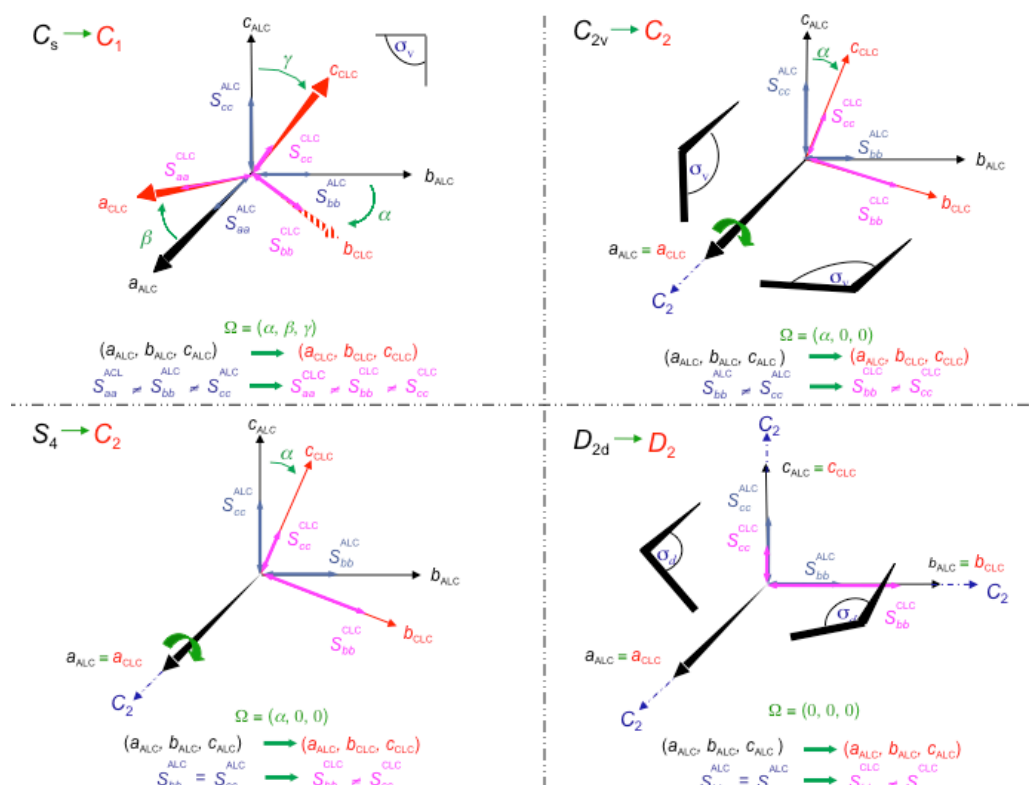 Cs → C1
cALC
γ
cCLC
σv
SccALC
SccCLC
SaaCLC
bALC
SbbALC
aCLC
SaaALC
α
β
SbbCLC
bCLC
aALC
Ω = (α, β, γ)
(aALC, bALC, cALC) → (aCLC, bCLC, cCLC)
SaaACL ≠ SbbALC ≠ SccALC → SaaCLC ≠ SbbCLC ≠ SccCLC
C2v → C2
cALC
α
cCLC
SccALC
SccCLC
SbbALC
bALC
σv
SbbCLC
bCLC
aALC = aCLC
σv
C2
Ω = (α, 0, 0)
(aALC, bALC, cALC) → (aALC, bCLC, cCLC)
SbbALC ≠ SccALC → SbbCLC ≠ SccCLC
S4 → C2
cALC
α
cCLC
SccALC
SccCLC
SbbALC
bALC
SbbCLC
bCLC
aALC = aCLC
C2
Ω = (α, 0, 0)
(aALC, bALC, cALC) → (aALC, bCLC, cCLC)
SbbALC = SccALC → SbbCLC ≠ SccCLC
D2d → D2
C2
cALC = cCLC
SccALC
SccCLC
σd
SbbALC
bALC = bCLC
C2
SbbCLC
aALC = aCLC
C2
Ω = (0, 0, 0)
(aALC, bALC, cALC) → (aALC, bALC, cALC)
ALC = ALC → CLC ≠ CLC